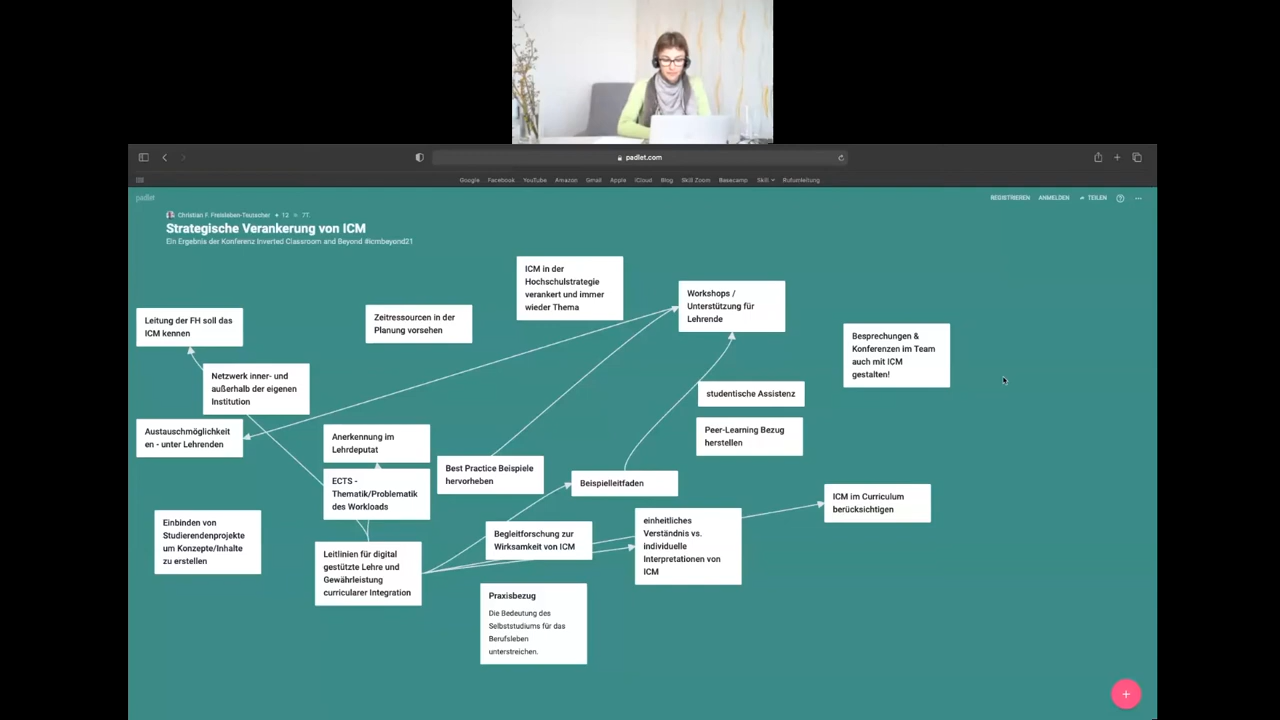 padlet.com
Google Facebook YouTube Amazon Gmail Apple iCloud Blog Skill Zoom Basecamp Skill Rufumleitung
padlet
REGISTRIEREN ANMELDEN TEILEN
Christian F. Freisleben-Teutscher + 12 7T.
Strategische Verankerung von ICM
Ein Ergebnis der Konferenz Inverted Classroom and Beyond #icmbeyond21
ICM in der
Hochschulstrategie
verankert und immer
wieder Thema
Workshops /
Unterstützung für
Lehrende
Leitung der FH soll das
ICM kennen
Zeitressourcen in der
Planung vorsehen
Besprechungen &
Konferenzen im Team
auch mit ICM
gestalten!
Netzwerk inner- und
außerhalb der eigenen
Institution
studentische Assistenz
Austauschmöglichkeit
en - unter Lehrenden
Anerkennung im
Lehrdeputat
Peer-Learning Bezug
herstellen
Best Practice Beispiele
hervorheben
ECTS -
Thematik/Problematik
des Workloads
Beispielleitfaden
ICM im Curriculum
berücksichtigen
Einbinden von
Studierendenprojekte
um Konzepte/Inhalte
zu erstellen
einheitliches
Verständnis vs.
individuelle
Interpretationen von
ICM
Begleitforschung zur
Wirksamkeit von ICM
Leitlinien für digital
gestützte Lehre und
Gewährleistung
curricularer Integration
Praxisbezug
Die Bedeutung des
Selbststudiums für das
Berufsleben
unterstreichen.